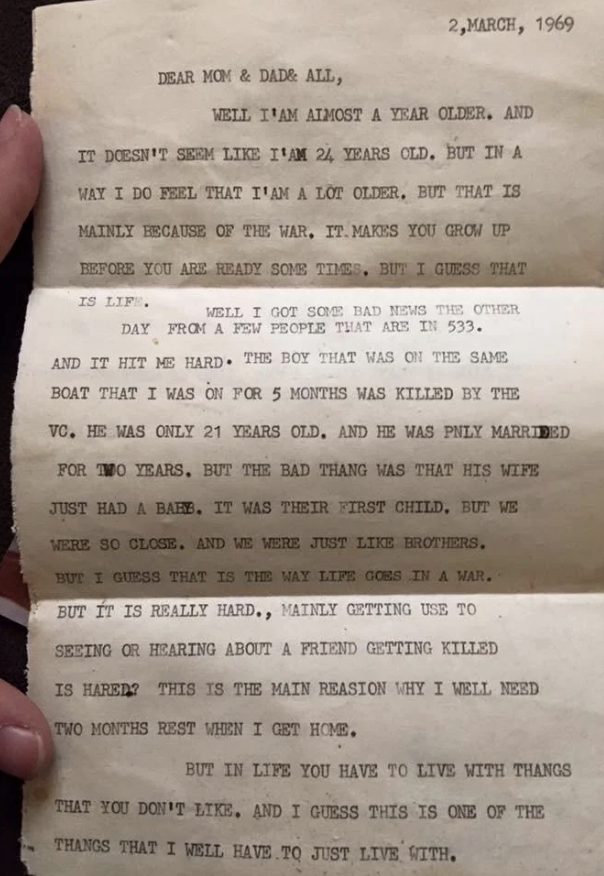 2,MARCH, 1969
DEAR MOM & DAD& ALL,
WELL I'AM ALMOST A YEAR OLDER. AND
IT DOESN'T SEEM LIKE I'AM 24 YEARS OLD. BUT IN A
WAY I DO FEEL THAT I'AM A LOT OLDER. BUT THAT IS
MAINLY BECAUSE OF THE WAR. IT MAKES YOU GROW UP
BEFORE YOU ARE READY SOME TIMES. BUT I GUESS THAT
IS LIFE.
WELL I GOT SOME BAD NEWS THE OTHER
DAY FROM A FEW PEOPLE THAT ARE IN 533.
AND IT HIT ME HARD. THE BOY THAT WAS ON THE SAME
BOAT THAT I WAS ON FOR 5 MONTHS WAS KILLED BY THE
VC. HE WAS ONLY 21 YEARS OLD. AND HE WAS PNLY MARRIDED
FOR TWO YEARS. BUT THE BAD THANG WAS THAT HIS WIFE
JUST HAD A BABY. IT WAS THEIR FIRST CHILD. BUT WE
WERE SO CLOSE. AND WE WERE JUST LIKE BROTHERS.
BUT I GUESS THAT IS THE WAY LIFE GOES IN A WAR.
BUT IT IS REALLY HARD., MAINLY GETTING USE TO
SEEING OR HEARING ABOUT A FRIEND GETTING KILLED
IS HARED? THIS IS THE MAIN REASION WHY I WELL NEED
TWO MONTHS REST WHEN I GET HOME.
BUT IN LIFE YOU HAVE TO LIVE WITH THANGS
THAT YOU DON'T LIKE. AND I GUESS THIS IS ONE OF THE
THANGS THAT I WELL HAVE TO JUST LIVE WITH.